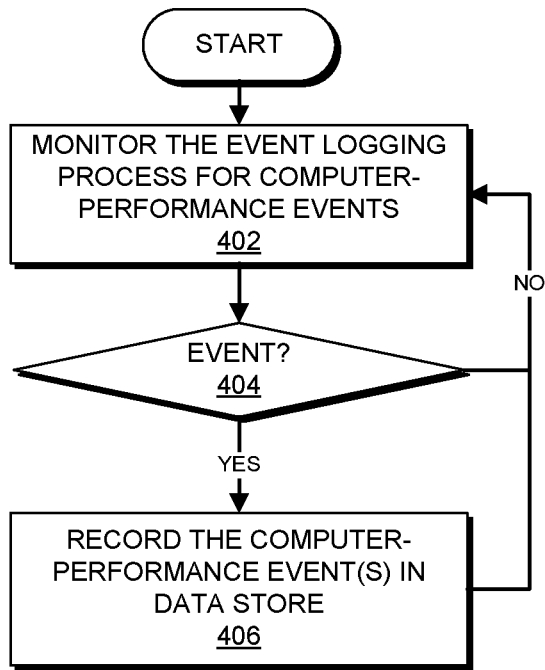 START
MONITOR THE EVENT LOGGING
PROCESS FOR COMPUTER-
PERFORMANCE EVENTS
402
NO
EVENT?
404
YES
RECORD THE COMPUTER-
PERFORMANCE EVENT(S) IN
DATA STORE
406